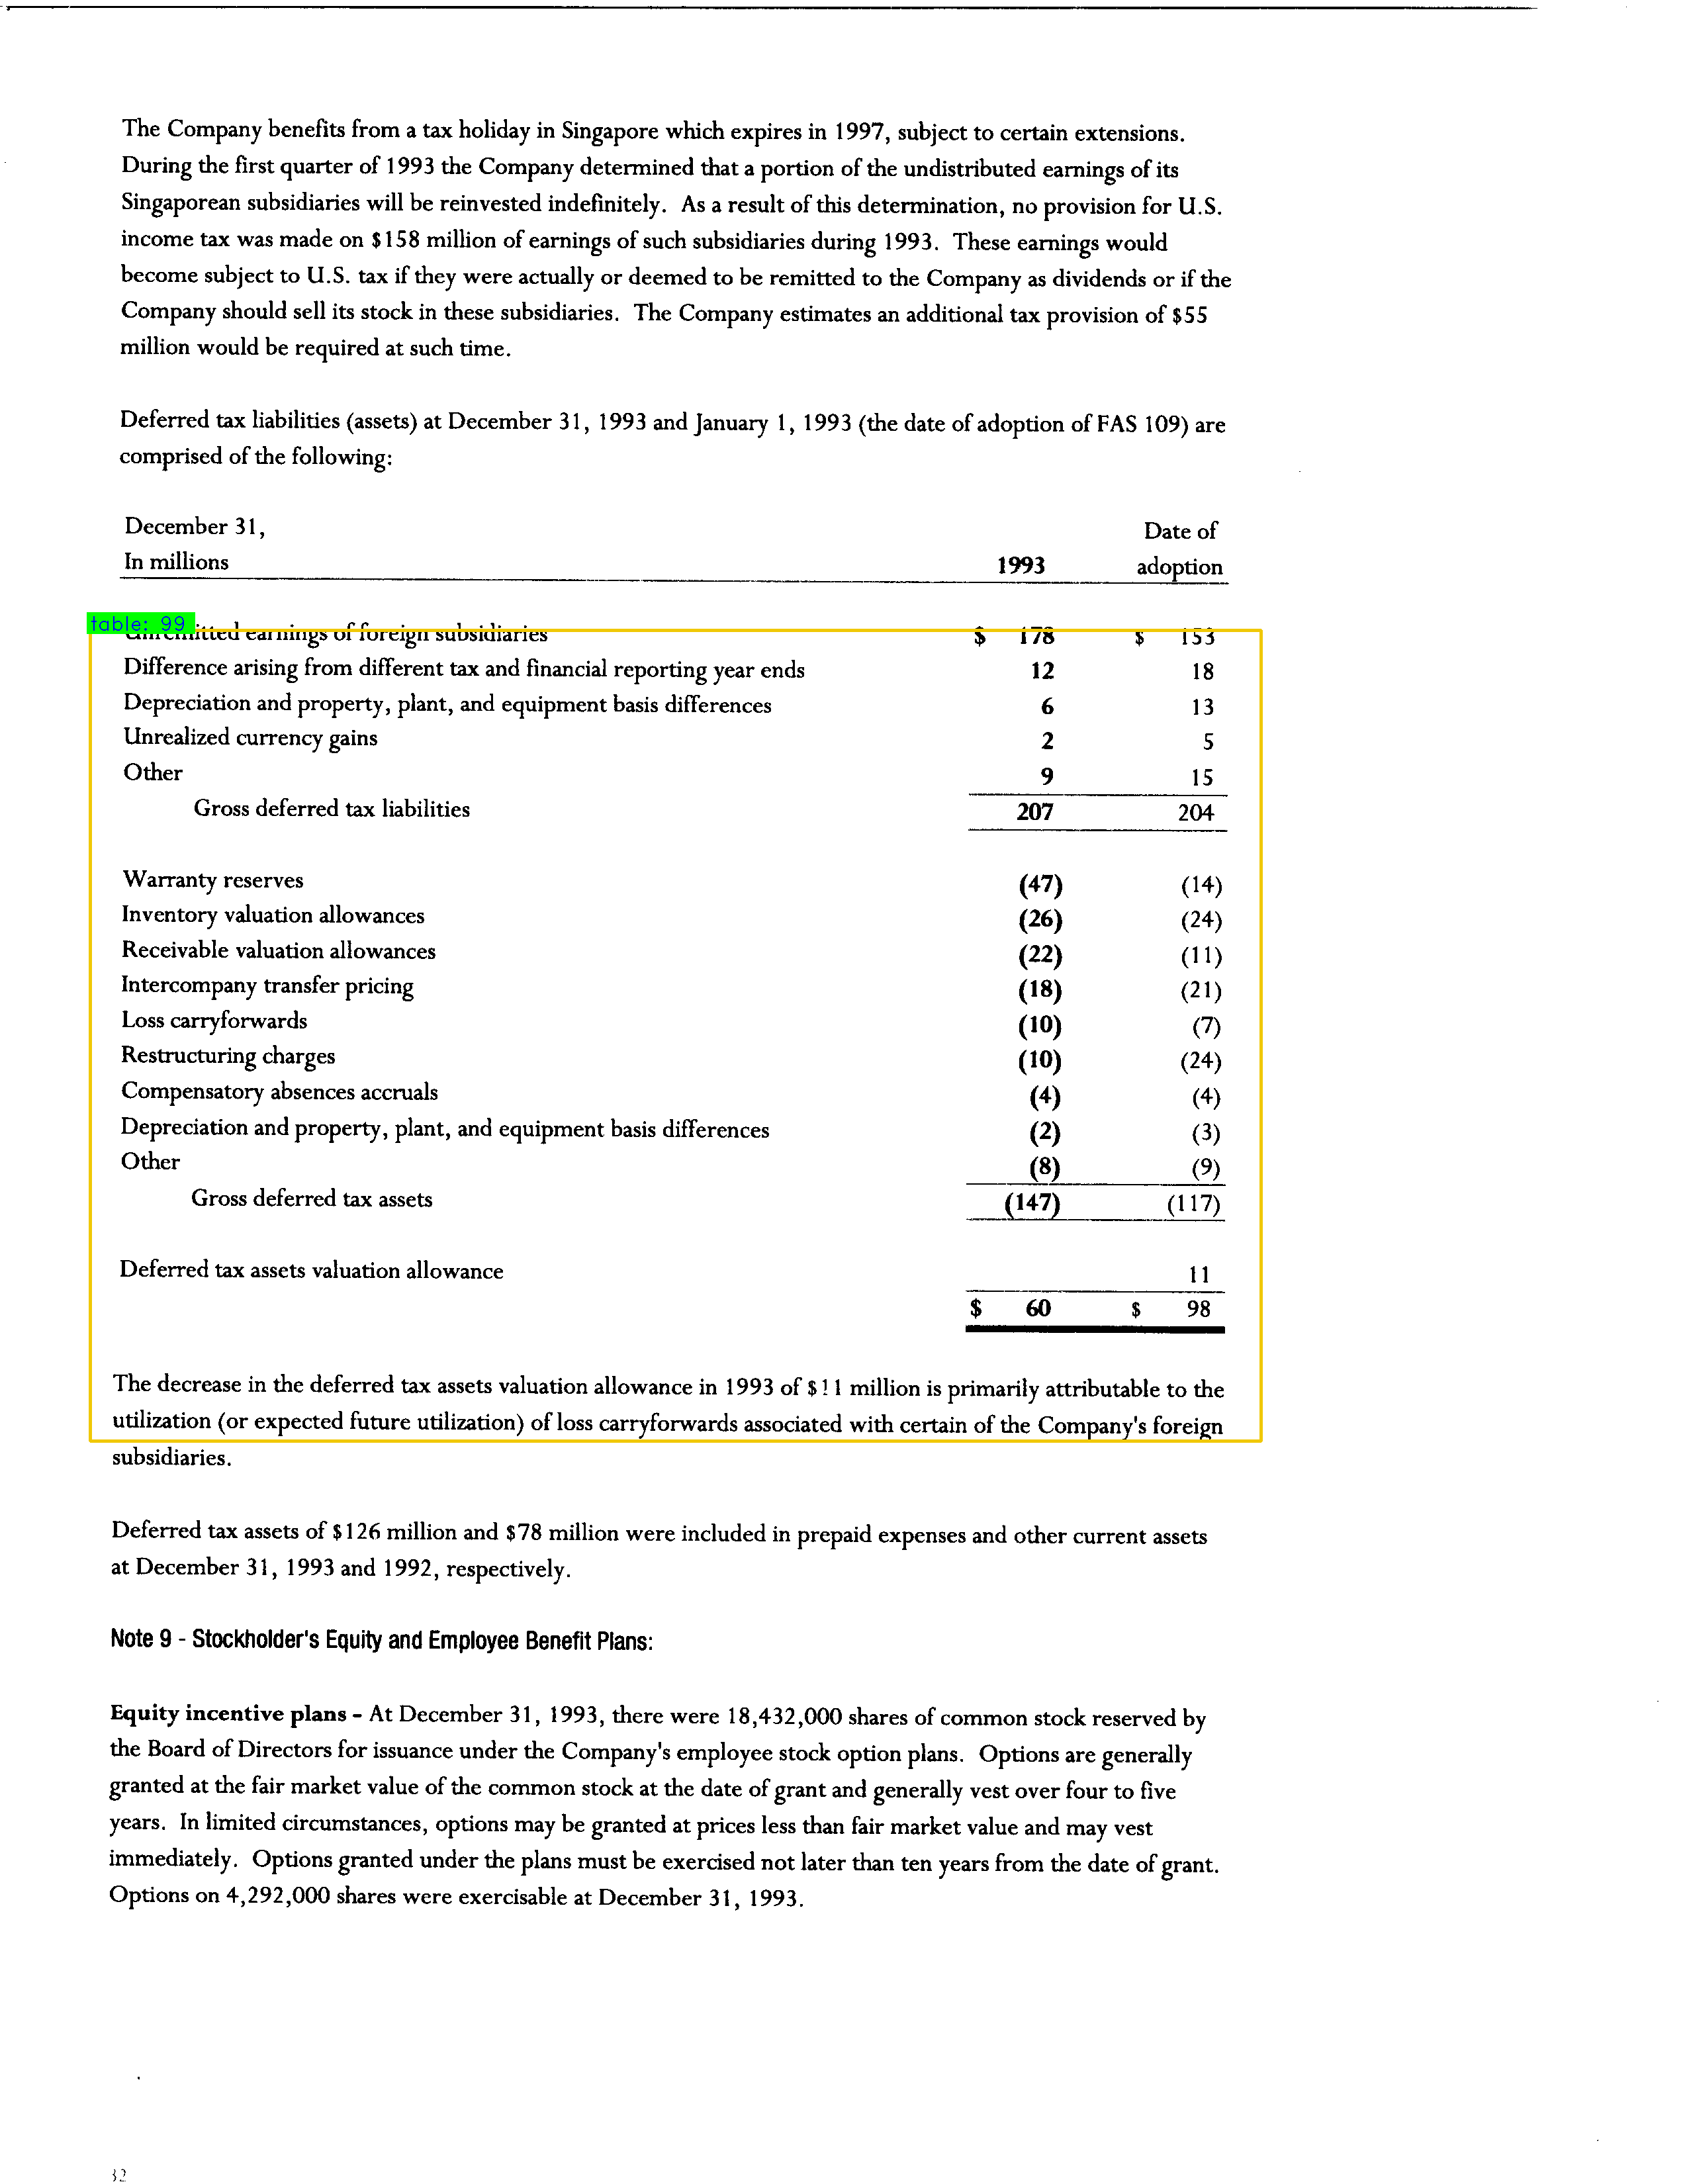 The Company benefits from a tax holiday in Singapore which expires in 1997, subject to certain extensions.
During the first quarter of 1993 the Company determined that a portion of the undistributed earnings of its
Singaporean subsidiaries will be reinvested indefinitely. As a result of this determination, no provision for U.S.
income tax was made on $158 million of earnings of such subsidiaries during 1993. These earnings would
become subject to U.S. tax if they were actually or deemed to be remitted to the Company as dividends or if the
Company should sell its stock in these subsidiaries. The Company estimates an additional tax provision of $55
million would be required at such time.
Deferred tax liabilities (assets) at December 31, 1993 and January 1, 1993 (the date of adoption of FAS 109) are
comprised of the following:
December 31, Date of
In millions 1993 adoption
table: 99
Unremitted earnings of foreign subsidiaries $ 178 $ 153
Difference arising from different tax and financial reporting year ends 12 18
Depreciation and property, plant, and equipment basis differences 6 13
Unrealized currency gains 2 5
Other 9 15
Gross deferred tax liabilities 207 204
Warranty reserves (47) (14)
Inventory valuation allowances (26) (24)
Receivable valuation allowances (22) (11)
Intercompany transfer pricing (18) (21)
Loss carryforwards (10) (7)
Restructuring charges (10) (24)
Compensatory absences accruals (4) (4)
Depreciation and property, plant, and equipment basis differences (2) (3)
Other (8) (9)
Gross deferred tax assets (147) (117)
Deferred tax assets valuation allowance 11
$ 60 $ 98
The decrease in the deferred tax assets valuation allowance in 1993 of $11 million is primarily attributable to the
utilization (or expected future utilization) of loss carryforwards associated with certain of the Company's foreign
subsidiaries.
Deferred tax assets of $126 million and $78 million were included in prepaid expenses and other current assets
at December 31, 1993 and 1992, respectively.
Note 9 - Stockholder's Equity and Employee Benefit Plans:
Equity incentive plans - At December 31, 1993, there were 18,432,000 shares of common stock reserved by
the Board of Directors for issuance under the Company's employee stock option plans. Options are generally
granted at the fair market value of the common stock at the date of grant and generally vest over four to five
years. In limited circumstances, options may be granted at prices less than fair market value and may vest
immediately. Options granted under the plans must be exercised not later than ten years from the date of grant.
Options on 4,292,000 shares were exercisable at December 31, 1993.
32